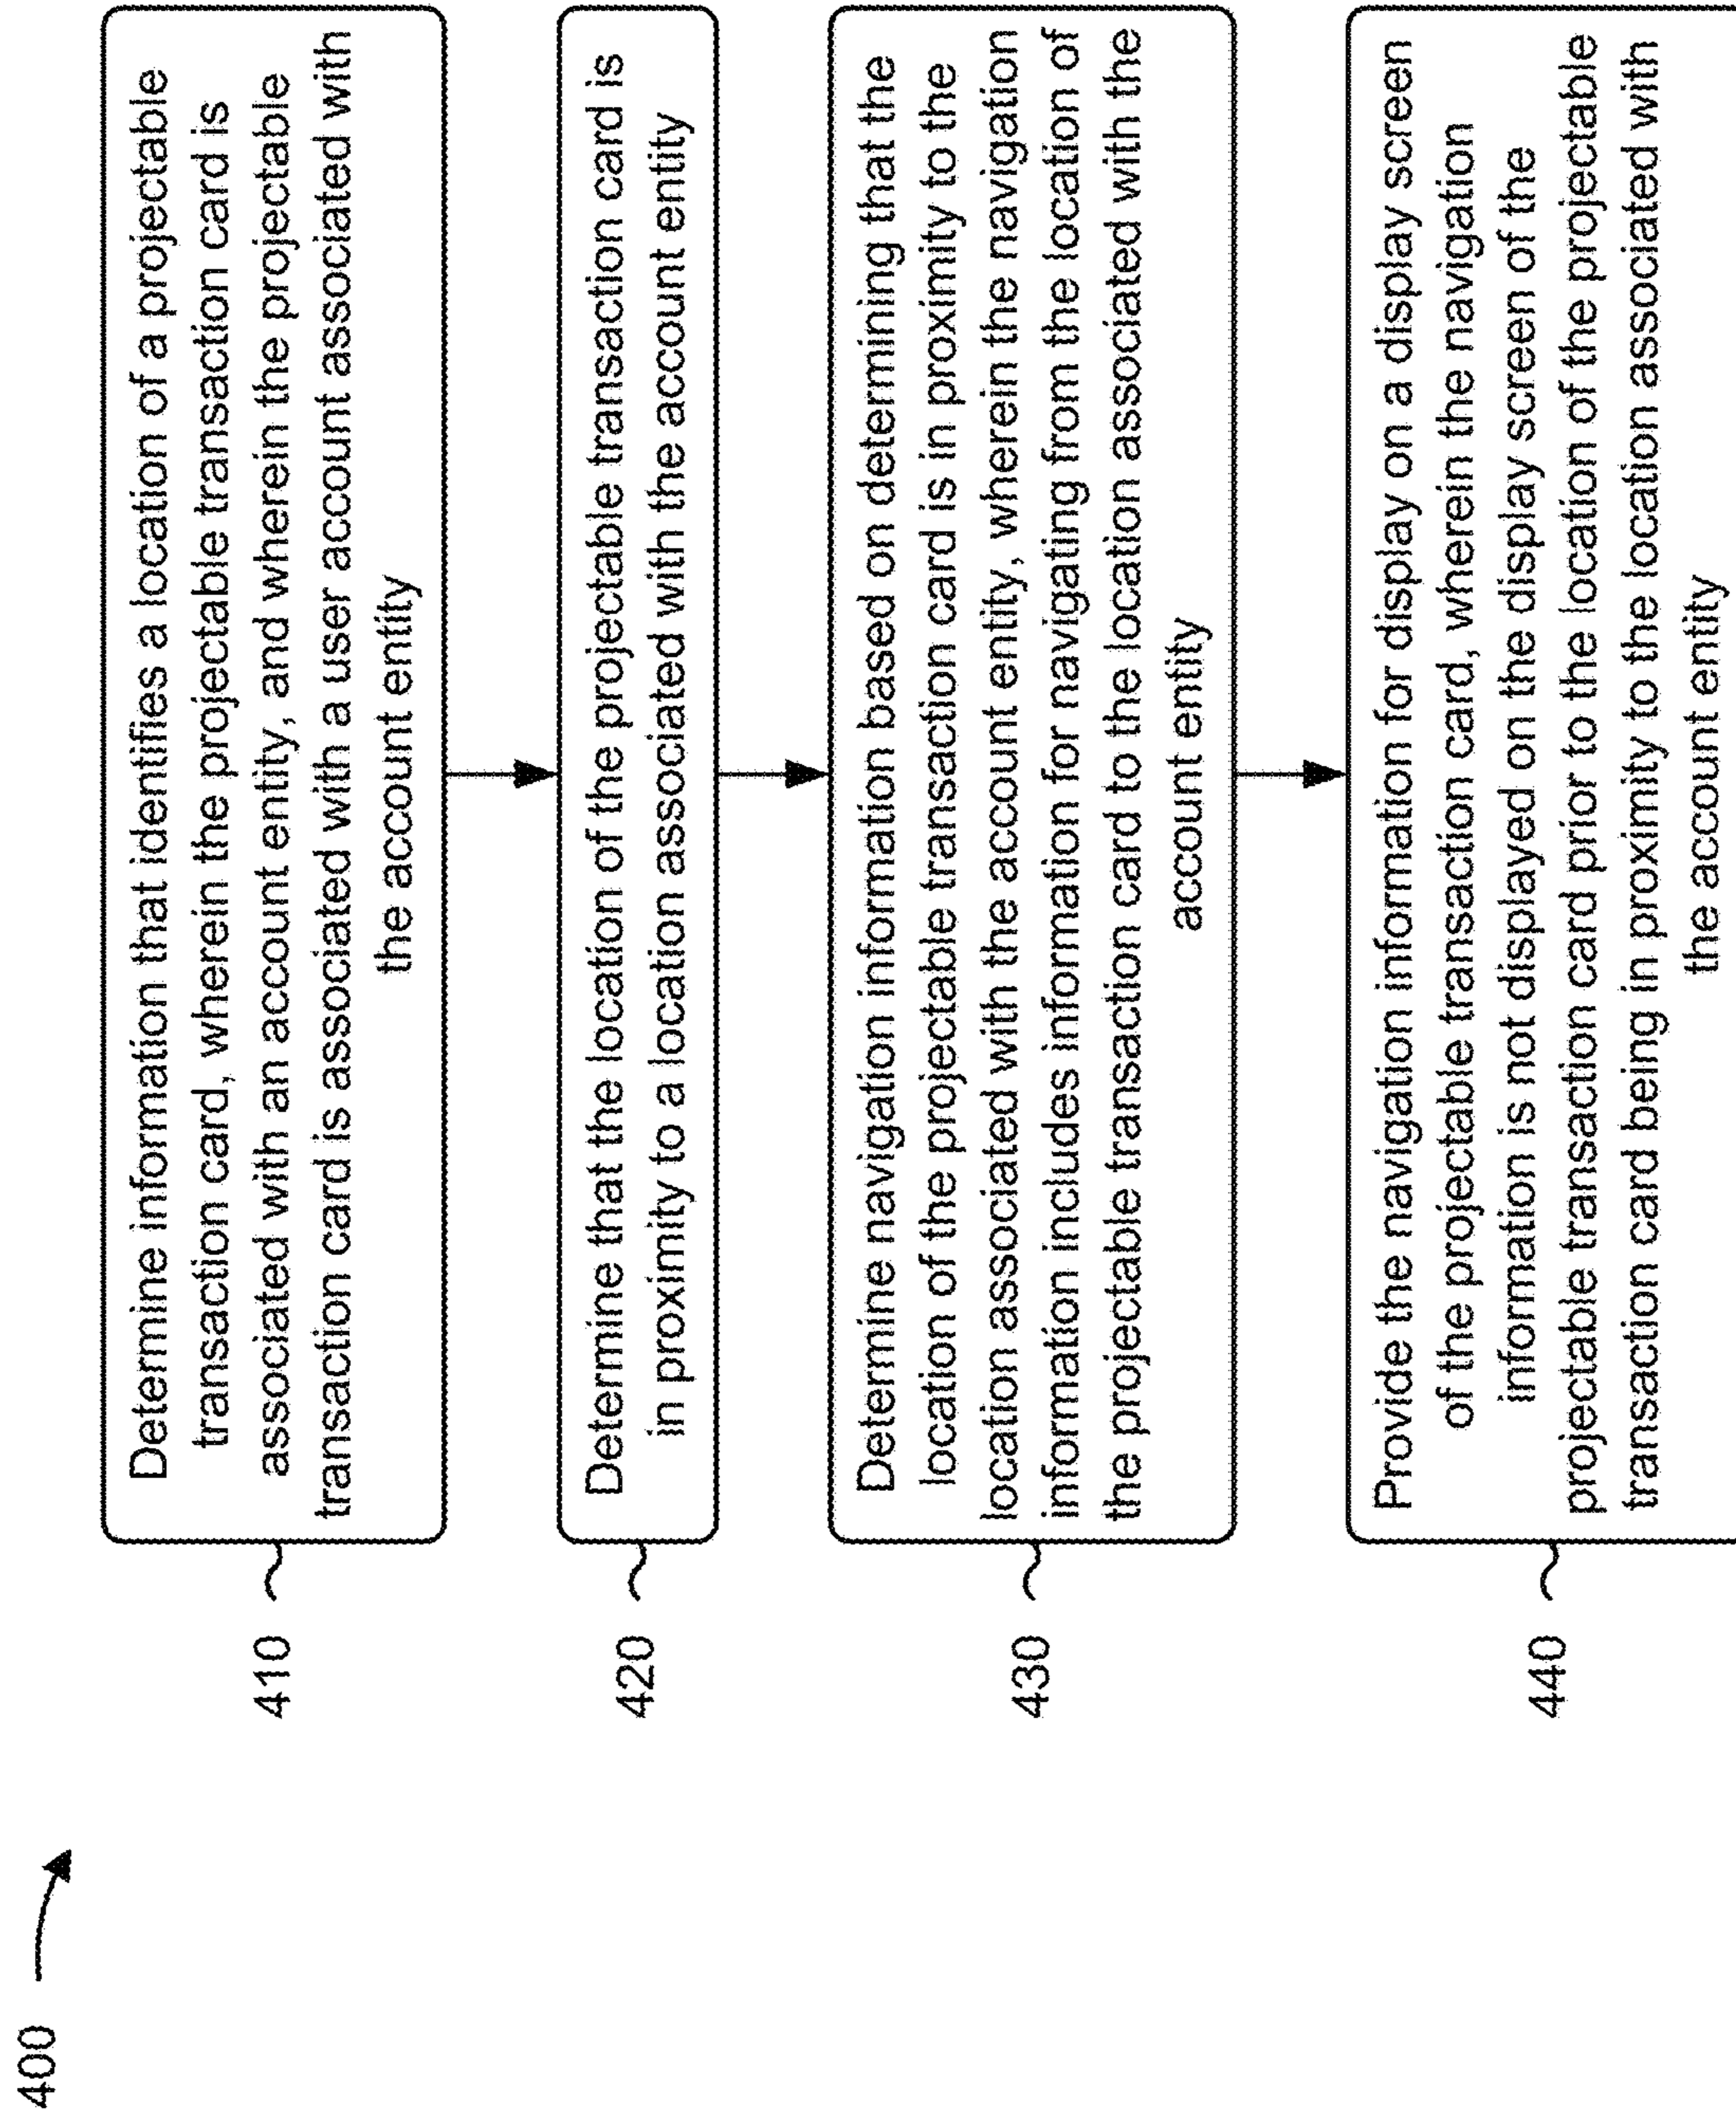 400
410
Determine information that identifies a location of a projectable
transaction card, wherein the projectable transaction card is
associated with an account entity, and wherein the projectable
transaction card is associated with a user account associated with
the account entity
420
Determine that the location of the projectable transaction card is
in proximity to a location associated with the account entity
430
Determine navigation information based on determining that the
location of the projectable transaction card is in proximity to the
location associated with the account entity, wherein the navigation
information includes information for navigating from the location of
the projectable transaction card to the location associated with the
account entity
440
Provide the navigation information for display on a display screen
of the projectable transaction card, wherein the navigation
information is not displayed on the display screen of the
projectable transaction card prior to the location of the projectable
transaction card being in proximity to the location associated with
the account entity